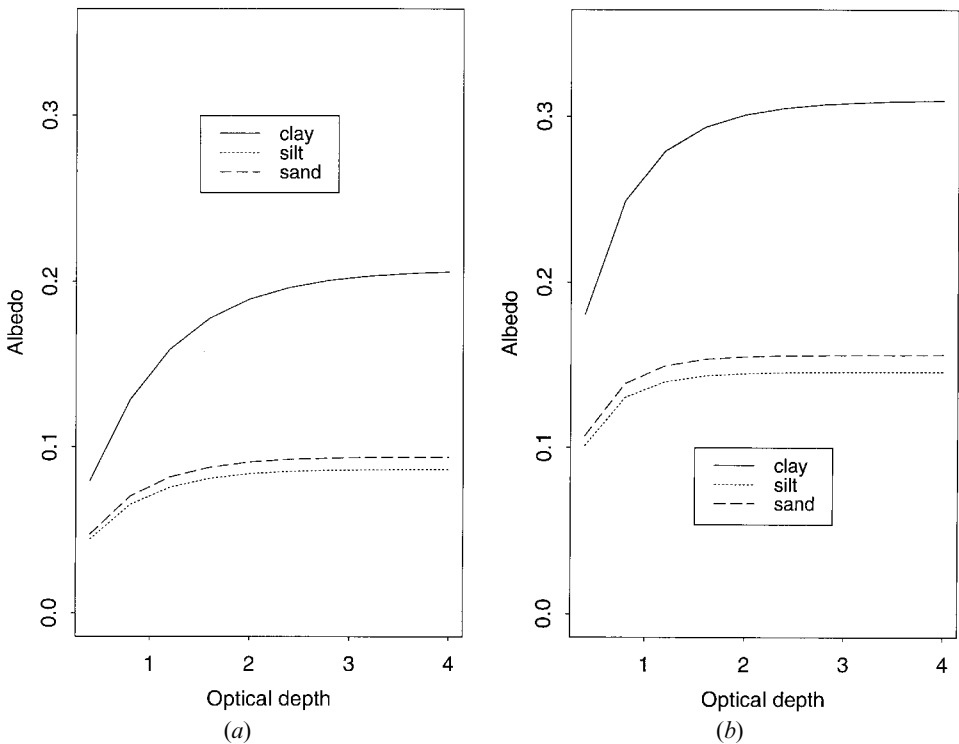 0.3
0.2
0.1
0.0
Albedo
clay
silt
sand
1 2 3 4
Optical depth
(a)
0.3
0.2
0.1
0.0
Albedo
clay
silt
sand
1 2 3 4
Optical depth
(b)